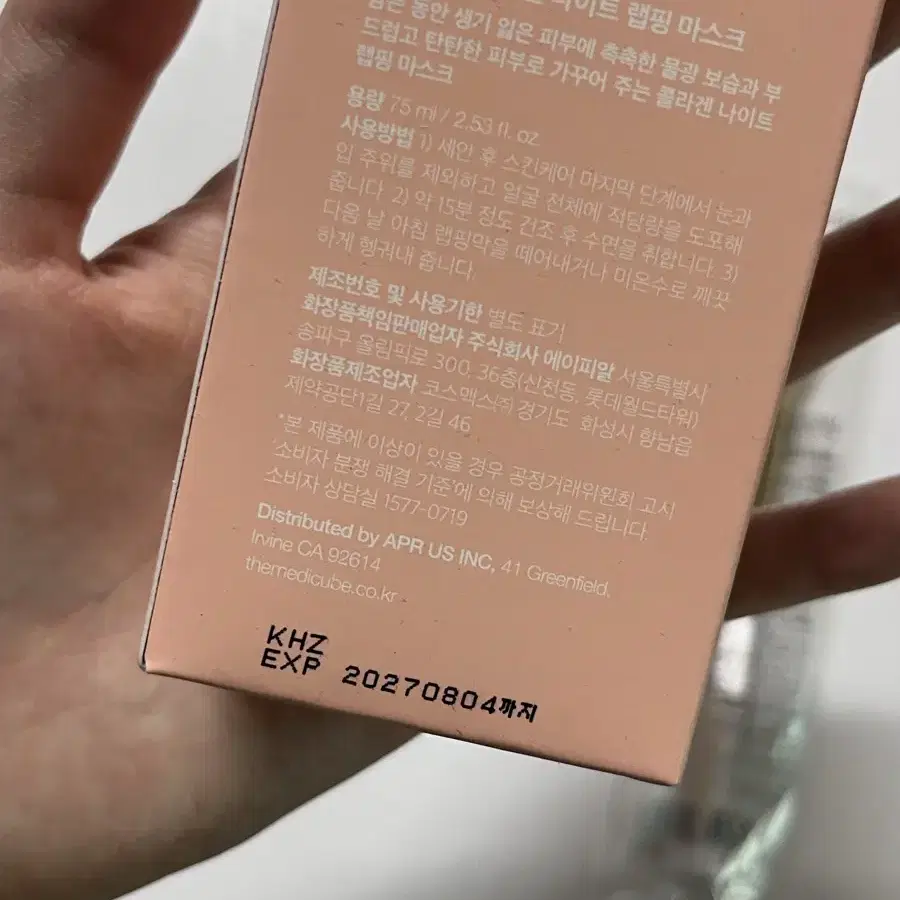 나이트 랩핑 마스크
동안 생기 잃은 피부에 촉촉한 물광 보습과 부
드럽고 탄탄한 피부로 가꾸어 주는 콜라겐 나이트
랩핑 마스크
용량 75 ml / 2.53 fl. oz
사용방법 1) 세안 후 스킨케어 마지막 단계에서 눈과
입 주위를 제외하고 얼굴 전체에 적당량을 도포해
줍니다. 2) 약 15분 정도 건조 후 수면을 취합니다. 3)
다음 날 아침 랩핑막을 떼어내거나 미온수로 깨끗
하게 헹궈내 줍니다.
제조번호 및 사용기한 별도 표기
화장품책임판매업자 주식회사 에이피알 서울특별시
송파구 올림픽로 300, 36층(신천동, 롯데월드타워)
화장품제조업자 코스맥스㈜ 경기도 화성시 향남읍
제약공단1길 27, 2길 46
*본 제품에 이상이 있을 경우 공정거래위원회 고시
'소비자 분쟁 해결 기준'에 의해 보상해 드립니다.
소비자 상담실 1577-0719
Distributed by APR US INC, 41 Greenfield,
Irvine CA 92614
themedicube.co.kr
KHZ
EXP 20270804까지